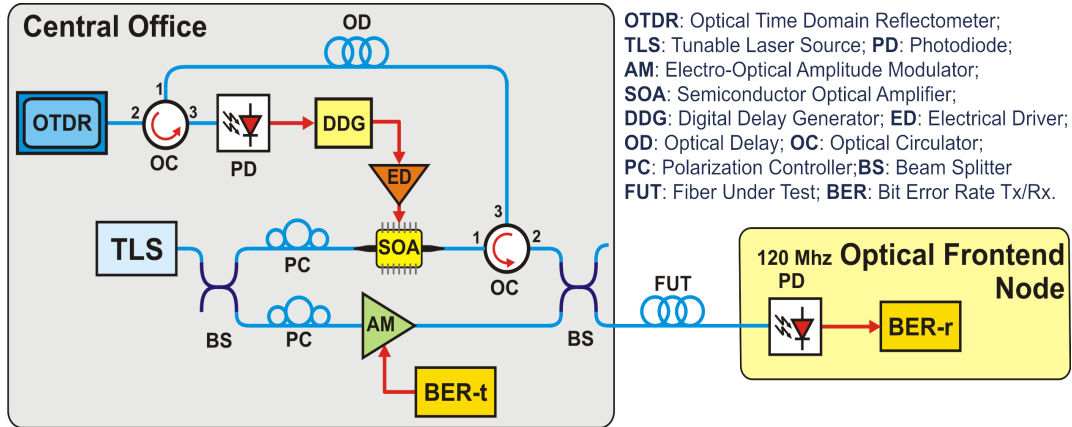 Central Office
OD
OTDR: Optical Time Domain Reflectometer;
TLS: Tunable Laser Source; PD: Photodiode;
AM: Electro-Optical Amplitude Modulator;
SOA: Semiconductor Optical Amplifier;
DDG: Digital Delay Generator; ED: Electrical Driver;
OD: Optical Delay; OC: Optical Circulator;
PC: Polarization Controller;BS: Beam Splitter
FUT: Fiber Under Test; BER: Bit Error Rate Tx/Rx.
1
OTDR
2
3
OC
PD
DDG
ED
3
TLS
PC
SOA
1
2
OC
BS
PC
AM
BS
BER-t
FUT
120 Mhz
PD
Optical Frontend
Node
BER-r